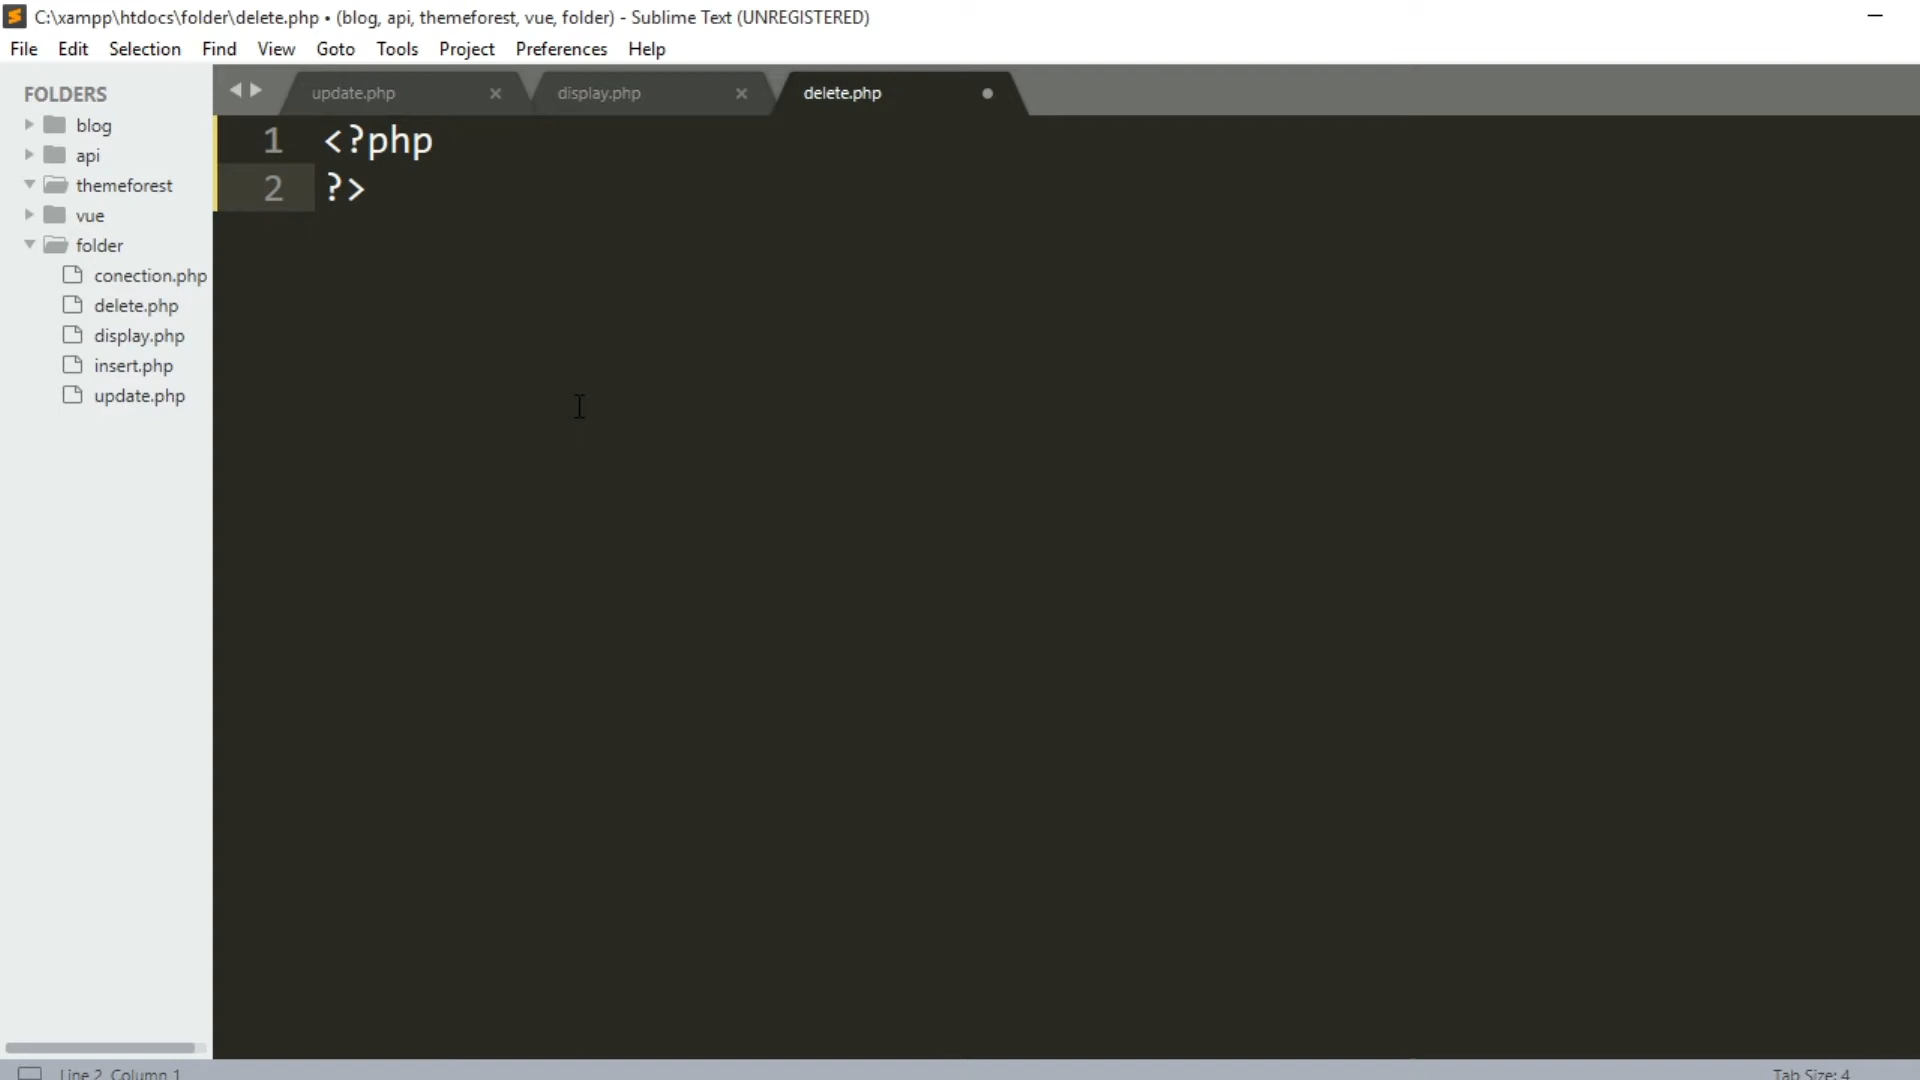 C:\xampp\htdocs\folder\delete.php • (blog, api, themeforest, vue, folder) - Sublime Text (UNREGISTERED)
File Edit Selection Find View Goto Tools Project Preferences Help
FOLDERS
blog
api
themeforest
vue
folder
conection.php
delete.php
display.php
insert.php
update.php
update.php display.php delete.php
1 <?php
2 ?>
Line 2, Column 1 Tab Size: 4